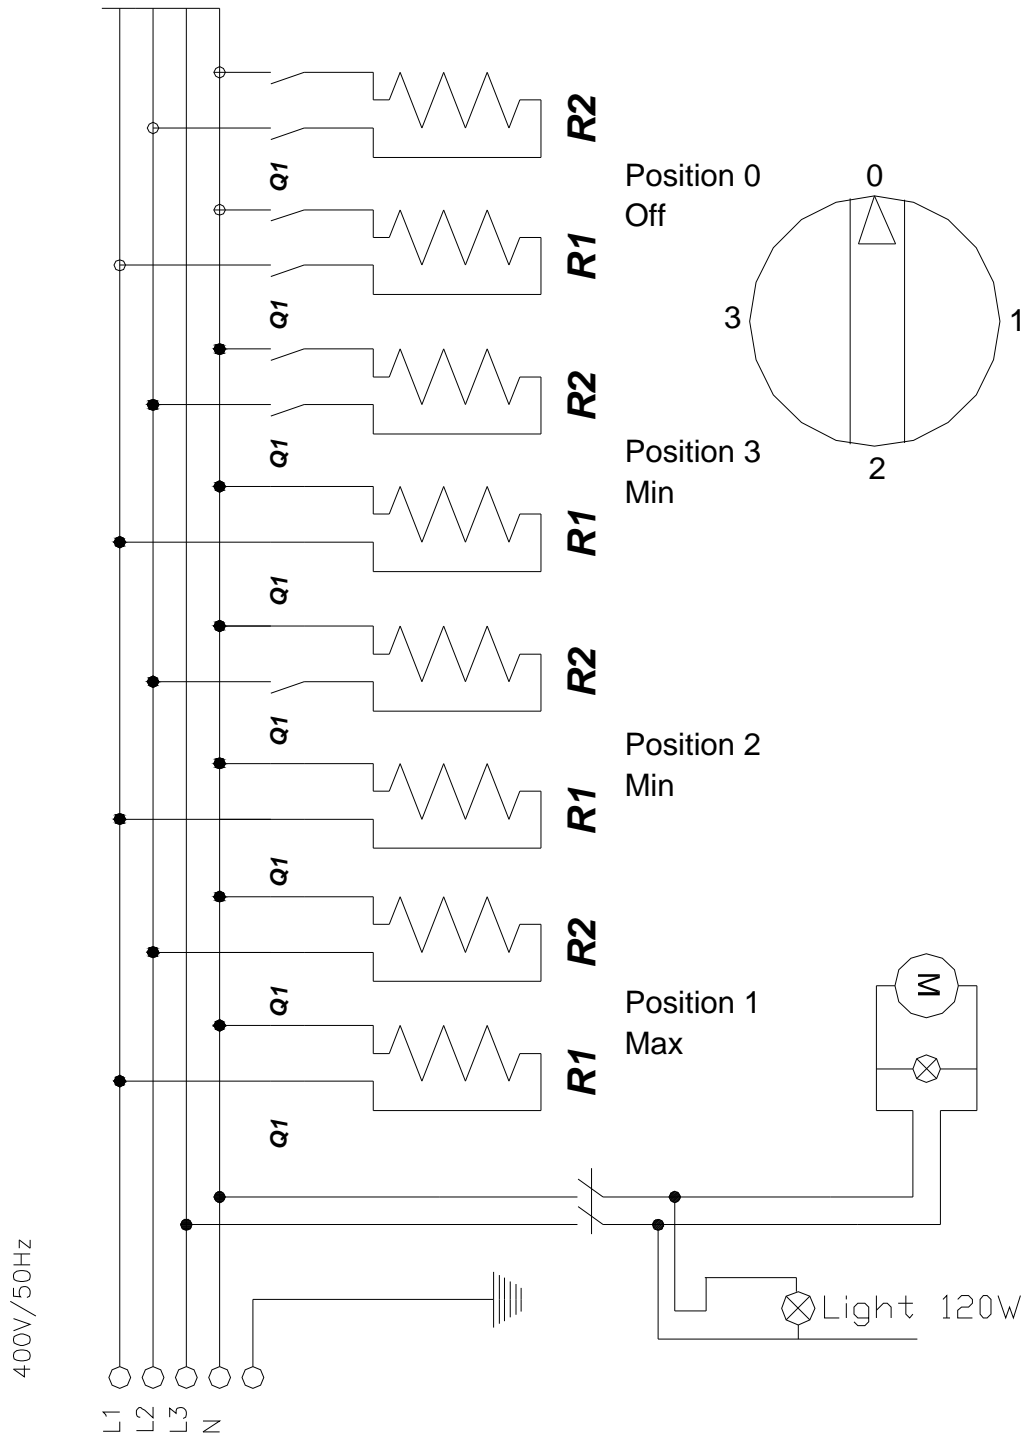 R2
Q1
Position 0
Off
0
R1
3
1
Q1
R2
Position 3
Min
2
Q1
R1
Q1
R2
Q1
Position 2
Min
R1
Q1
R2
M
Q1
Position 1
Max
R1
Q1
400V/50Hz
Light 120W
L1
L2
L3
N